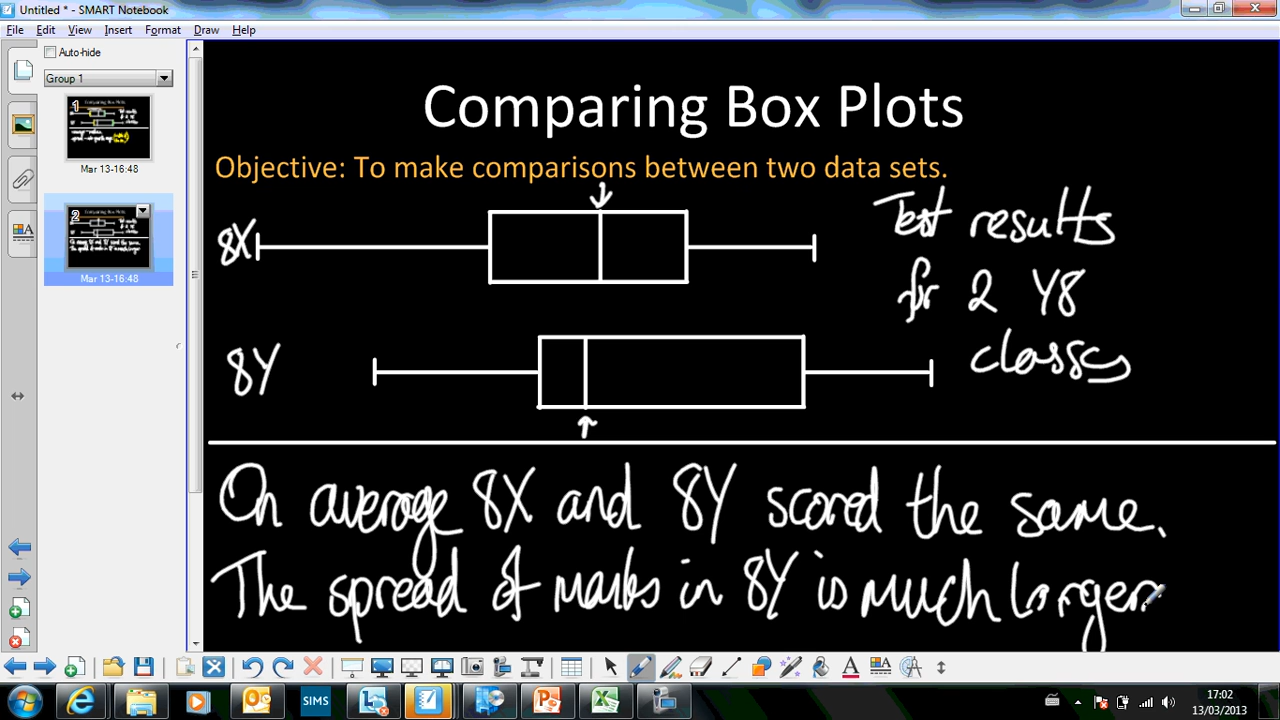 Untitled * - SMART Notebook
File Edit View Insert Format Draw Help
Auto-hide
Group 1
1
Mar 13-16:48
2
Mar 13-16:48
Comparing Box Plots
Objective: To make comparisons between two data sets.
8X
8Y
Test results
for 2 Y8
classes
On average 8X and 8Y scored the same.
The spread of marks in 8Y is much larger
SIMS
17:02
13/03/2013